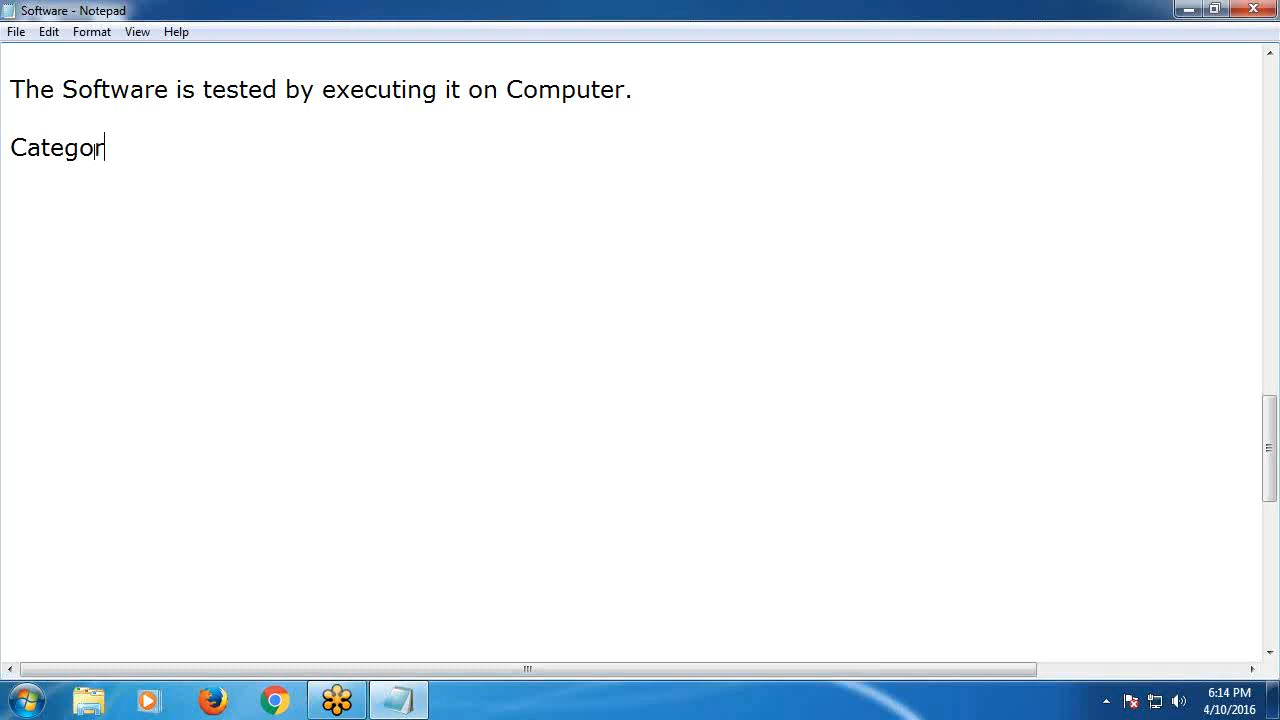 Software - Notepad
File Edit Format View Help
The Software is tested by executing it on Computer.
Categor
6:14 PM
4/10/2016